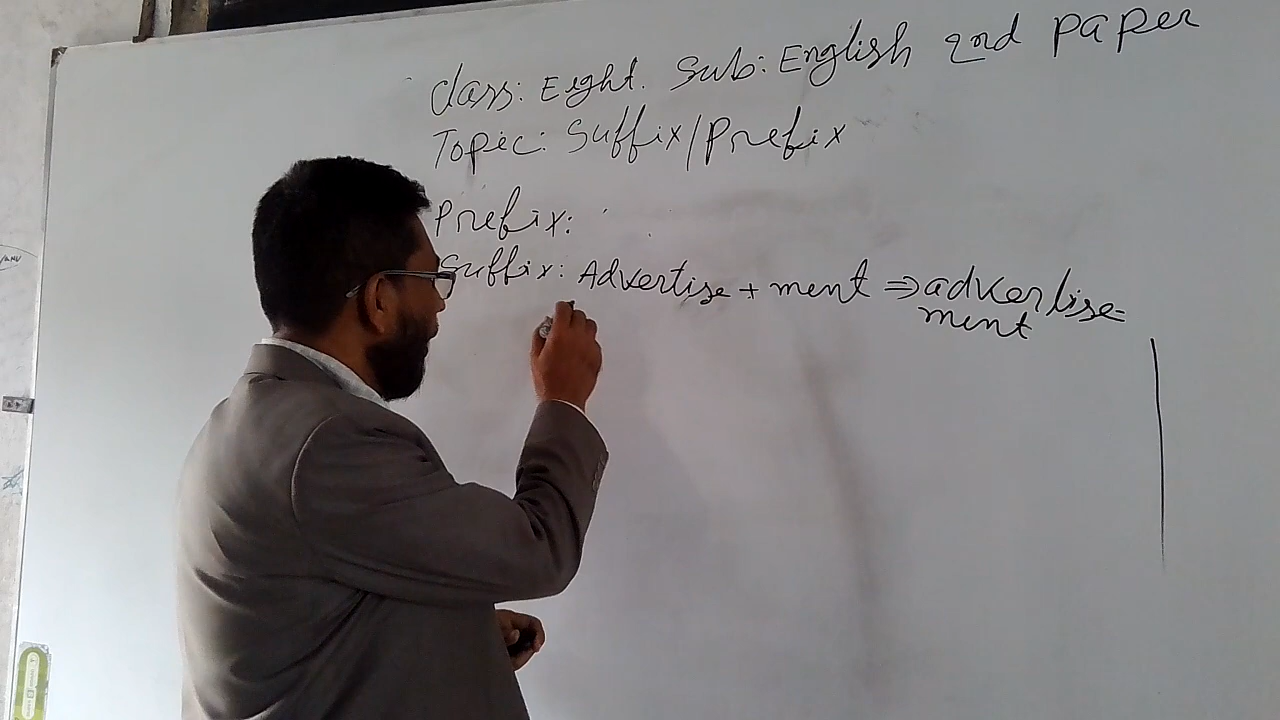 Class: Eight. Sub: English 2nd Paper
Topic: Suffix/Prefix
Prefix:
Suffix: Advertise + ment ⇒ advertise-
ment